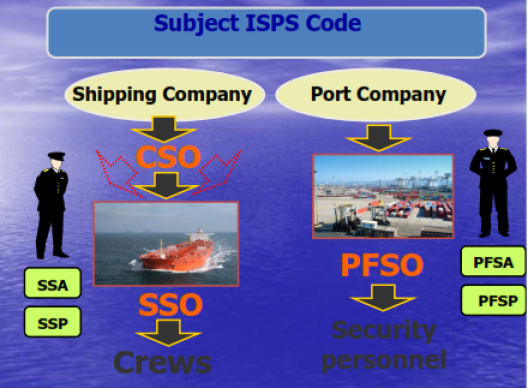 Subject ISPS Code
Shipping Company
Port Company
CSO
SSA
SSP
SSO
Crews
PFSO
PFSA
PFSP
Security
personnel